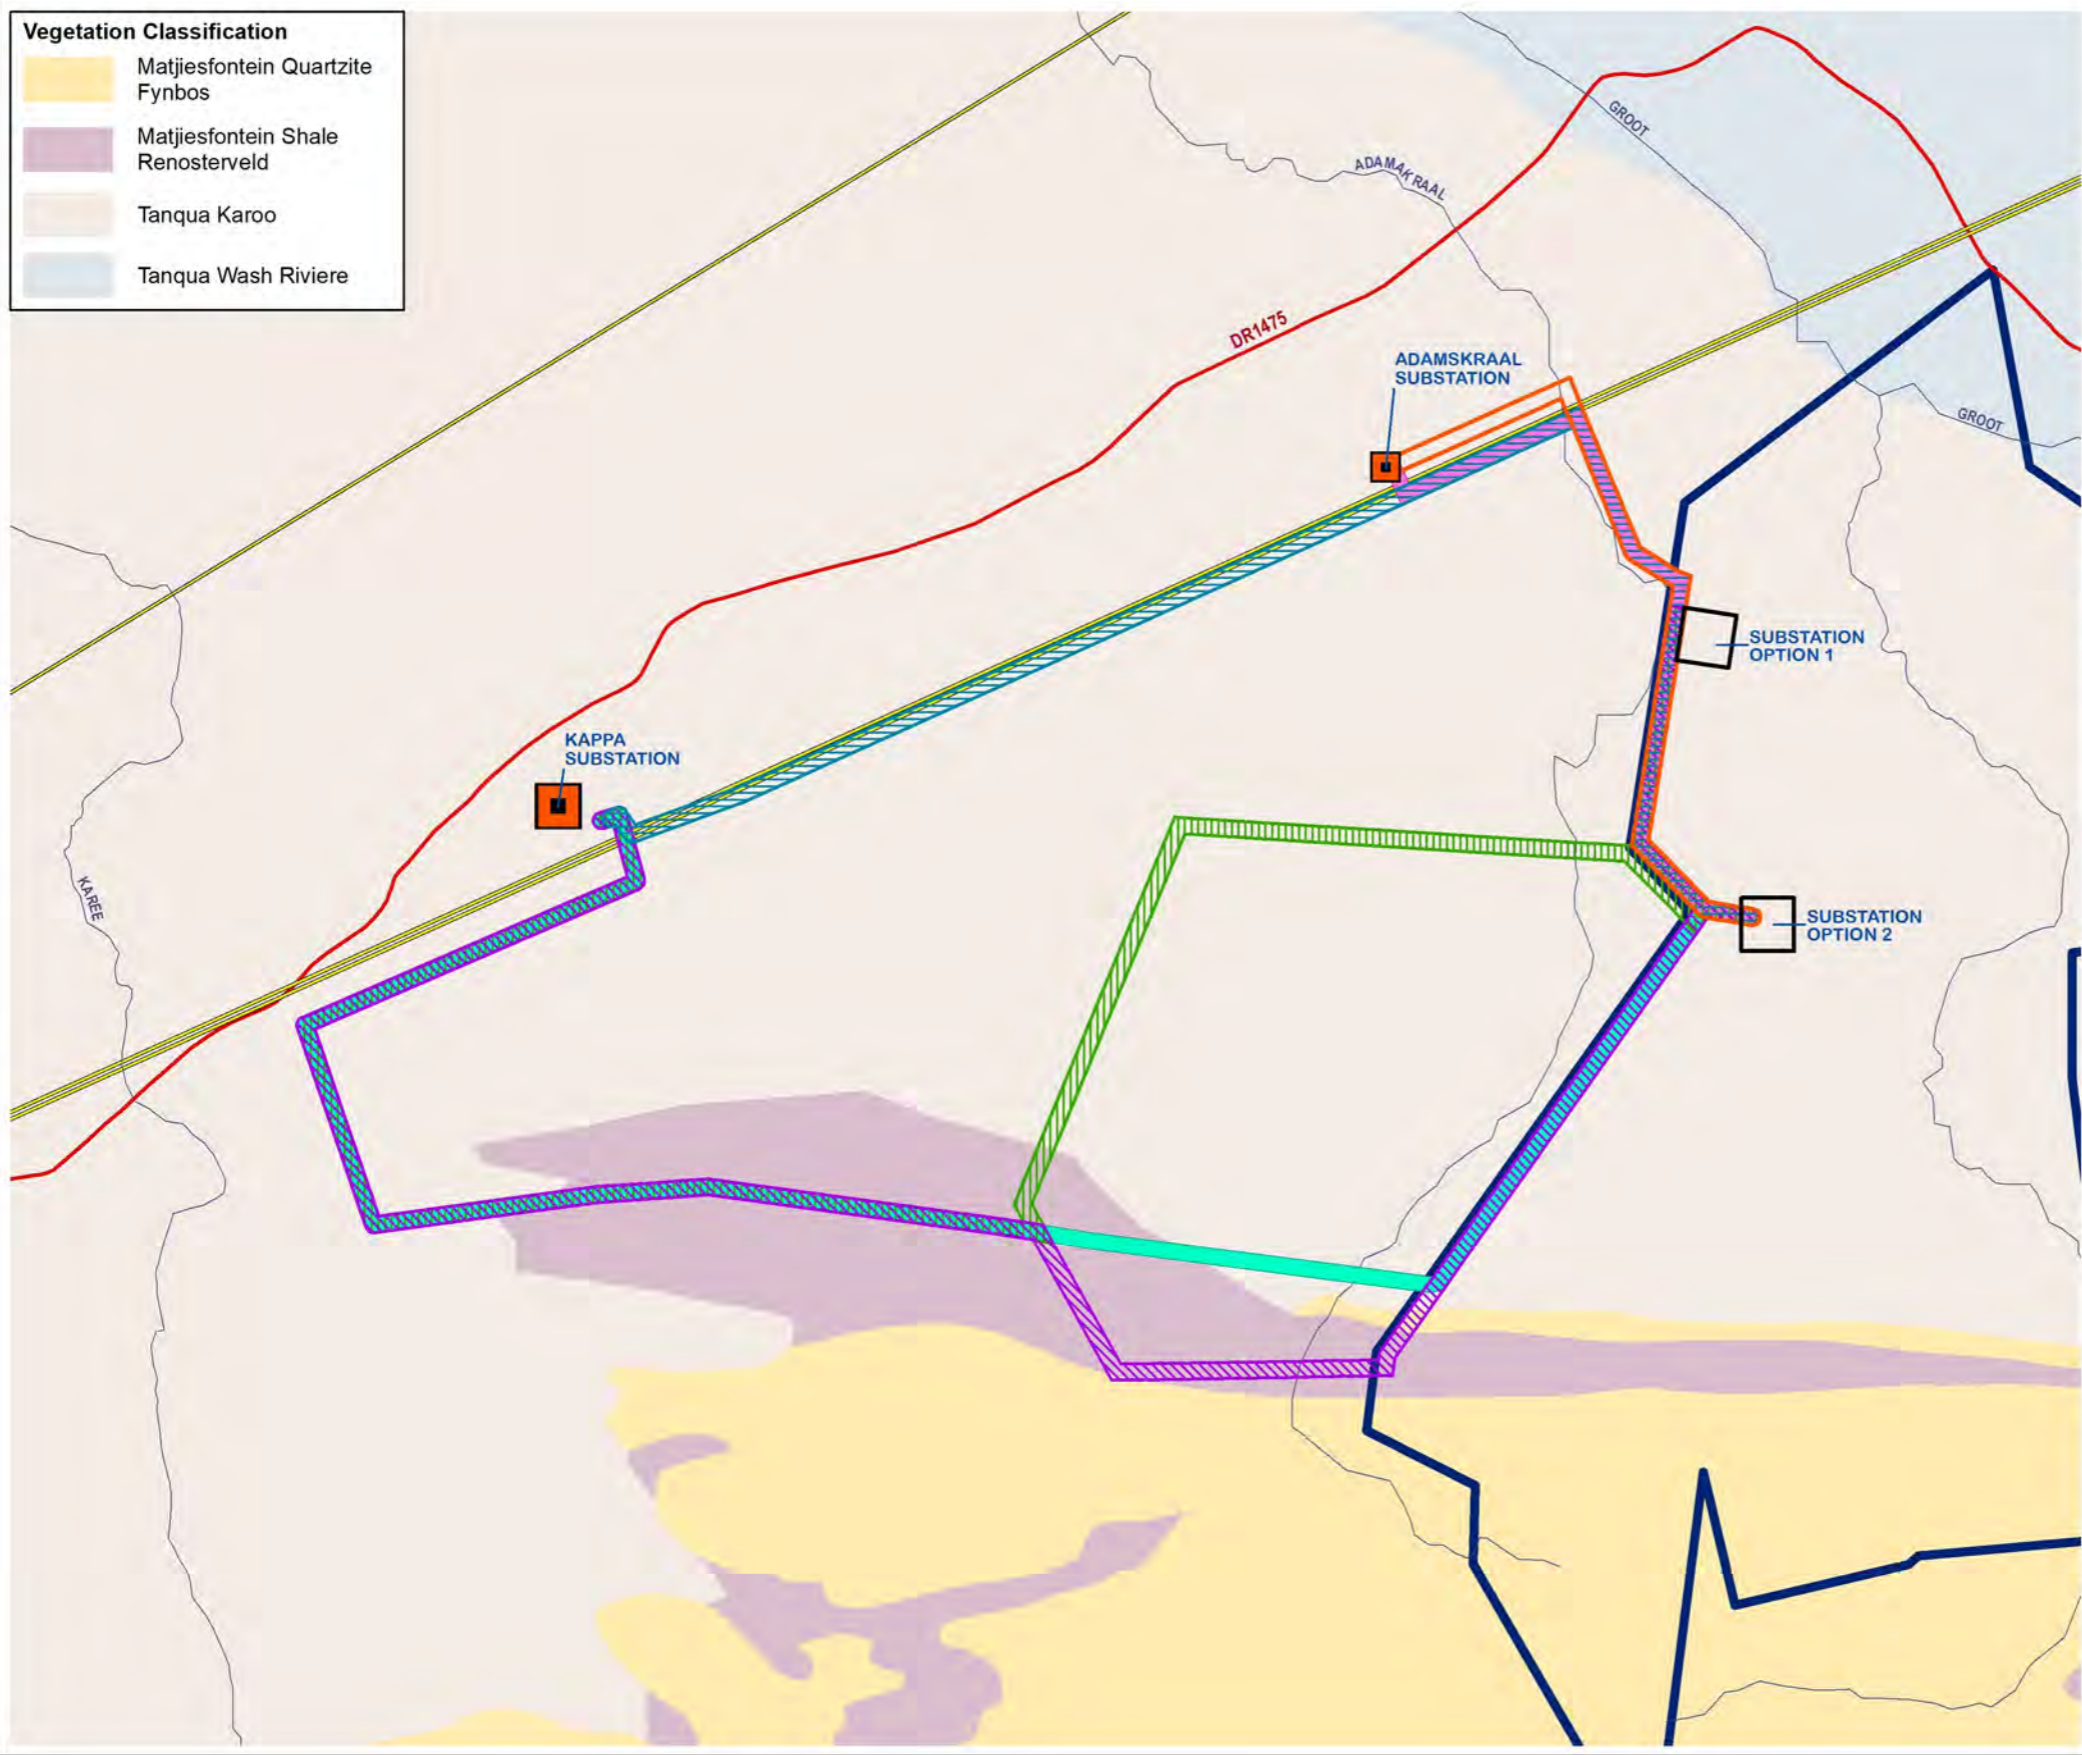 Vegetation Classification
Matjiesfontein Quartzite
Fynbos
Matjiesfontein Shale
Renosterveld
Tanqua Karoo
Tanqua Wash Riviere
GROOT
ADAMAKRAAL
DR1475
ADAMSKRAAL
SUBSTATION
GROOT
SUBSTATION
OPTION 1
KAPPA
SUBSTATION
KAREE
SUBSTATION
OPTION 2